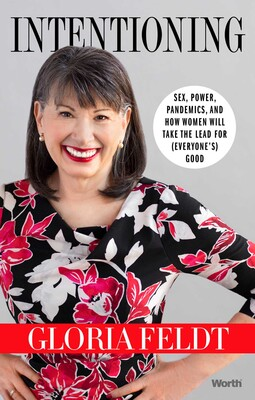 INTENTIONING
SEX, POWER,
PANDEMICS, AND
HOW WOMEN WILL
TAKE THE LEAD FOR
(EVERYONE'S)
GOOD
GLORIA FELDT
Worth